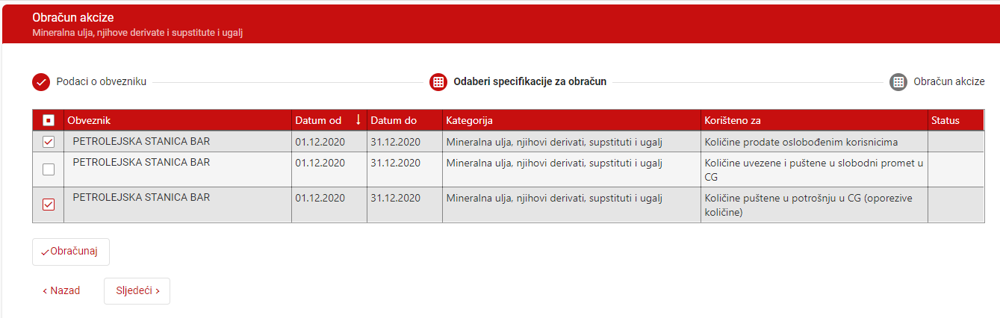 Obračun akcize
Mineralna ulja, njihove derivate i supstitute i ugalj
Podaci o obvezniku
Odaberi specifikacije za obračun
Obračun akcize
Obveznik Datum od ↓ Datum do Kategorija Korišteno za Status
PETROLEJSKA STANICA BAR 01.12.2020 31.12.2020 Mineralna ulja, njihovi derivati, supstituti i ugalj Količine prodate oslobođenim korisnicima
PETROLEJSKA STANICA BAR 01.12.2020 31.12.2020 Mineralna ulja, njihovi derivati, supstituti i ugalj Količine uvezene i puštene u slobodni promet u
CG
PETROLEJSKA STANICA BAR 01.12.2020 31.12.2020 Mineralna ulja, njihovi derivati, supstituti i ugalj Količine puštene u potrošnju u CG (oporezive
količine)
Obračunaj
‹ Nazad
Sljedeći ›